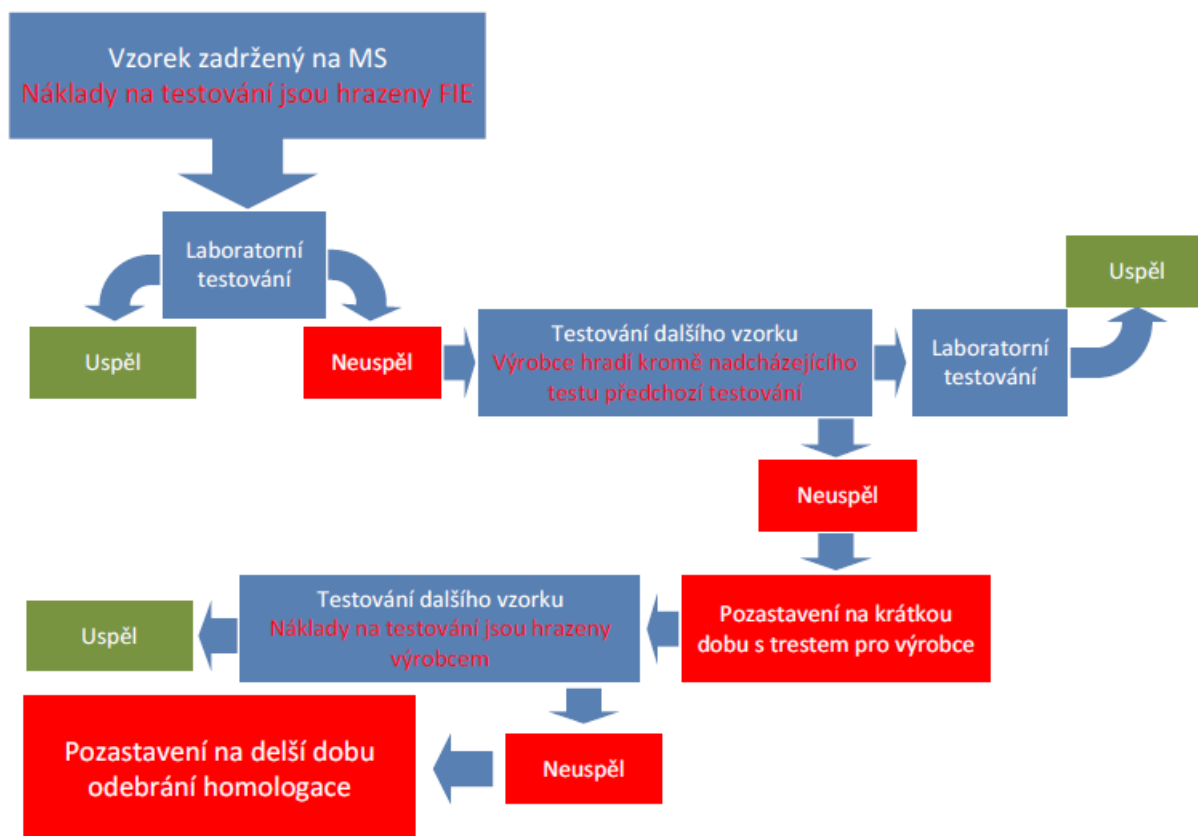 Vzorek zadržený na MS
Náklady na testování jsou hrazeny FIE
Laboratorní
testování
Uspěl
Neuspěl
Testování dalšího vzorku
Výrobce hradí kromě nadcházejícího
testu předchozí testování
Laboratorní
testování
Uspěl
Neuspěl
Pozastavení na krátkou
dobu s trestem pro výrobce
Testování dalšího vzorku
Náklady na testování jsou hrazeny
výrobcem
Uspěl
Neuspěl
Pozastavení na delší dobu
odebrání homologace